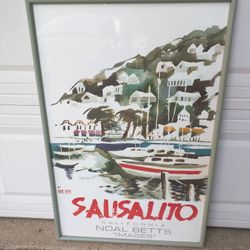 SAUSALITO
CALIFORNIA
NOAL BETTS
"IMAGES"